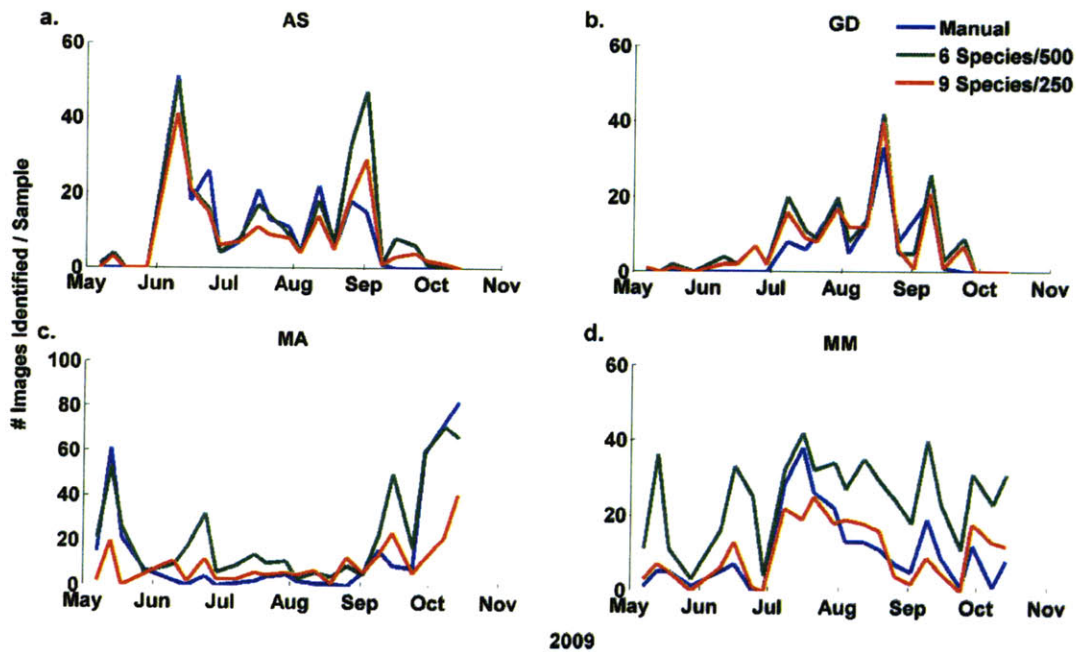 a.
AS
60
40
20
0
May Jun Jul Aug Sep Oct Nov
b.
GD
Manual
6 Species/500
9 Species/250
60
40
20
0
May Jun Jul Aug Sep Oct Nov
# Images Identified / Sample
c.
MA
100
80
60
40
20
0
May Jun Jul Aug Sep Oct Nov
d.
MM
60
40
20
0
May Jun Jul Aug Sep Oct Nov
2009